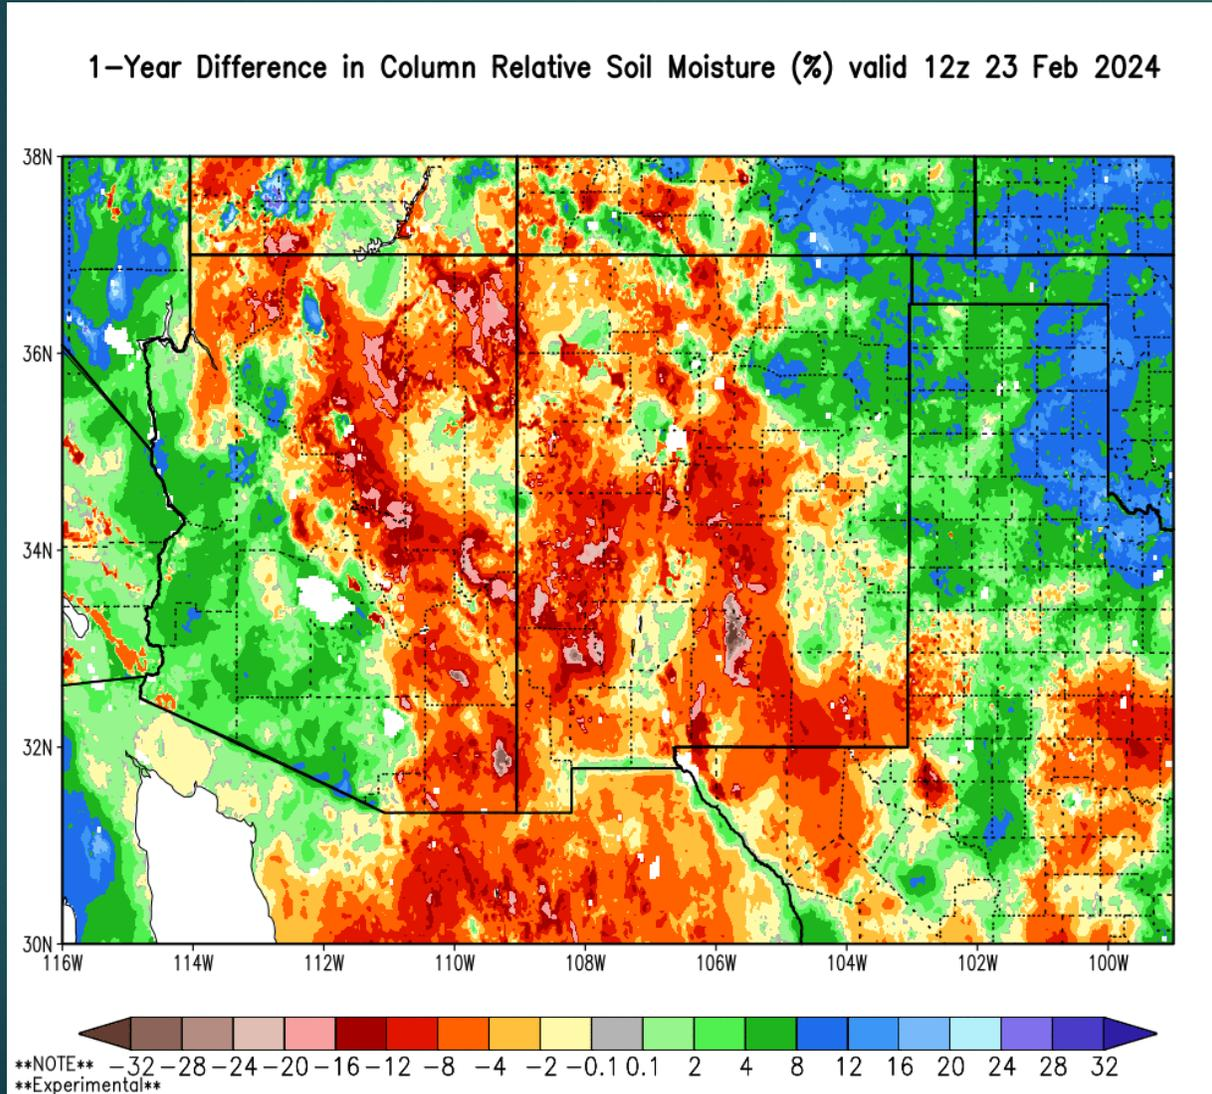 1-Year Difference in Column Relative Soil Moisture (%) valid 12z 23 Feb 2024
38N
36N
34N
32N
30N
116W 114W 112W 110W 108W 106W 104W 102W 100W
**NOTE** -32 -28 -24 -20 -16 -12 -8 -4 -2 -0.1 0.1 2 4 8 12 16 20 24 28 32
**Experimental**